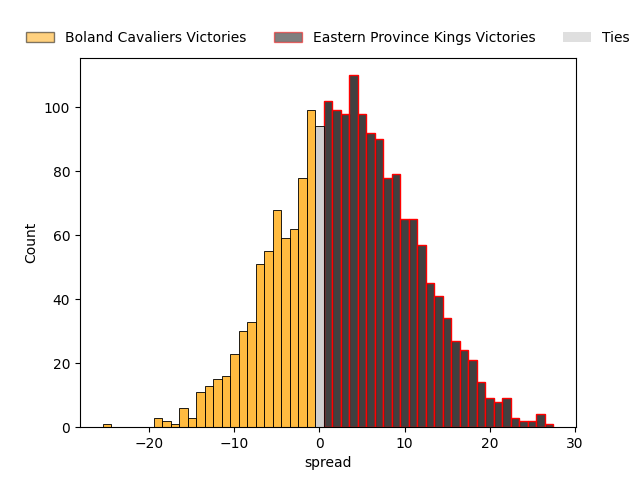 Boland Cavaliers Victories Eastern Province Kings Victories Ties
100
80
60
40
20
0
Count
−20 −10 0 10 20 30
spread